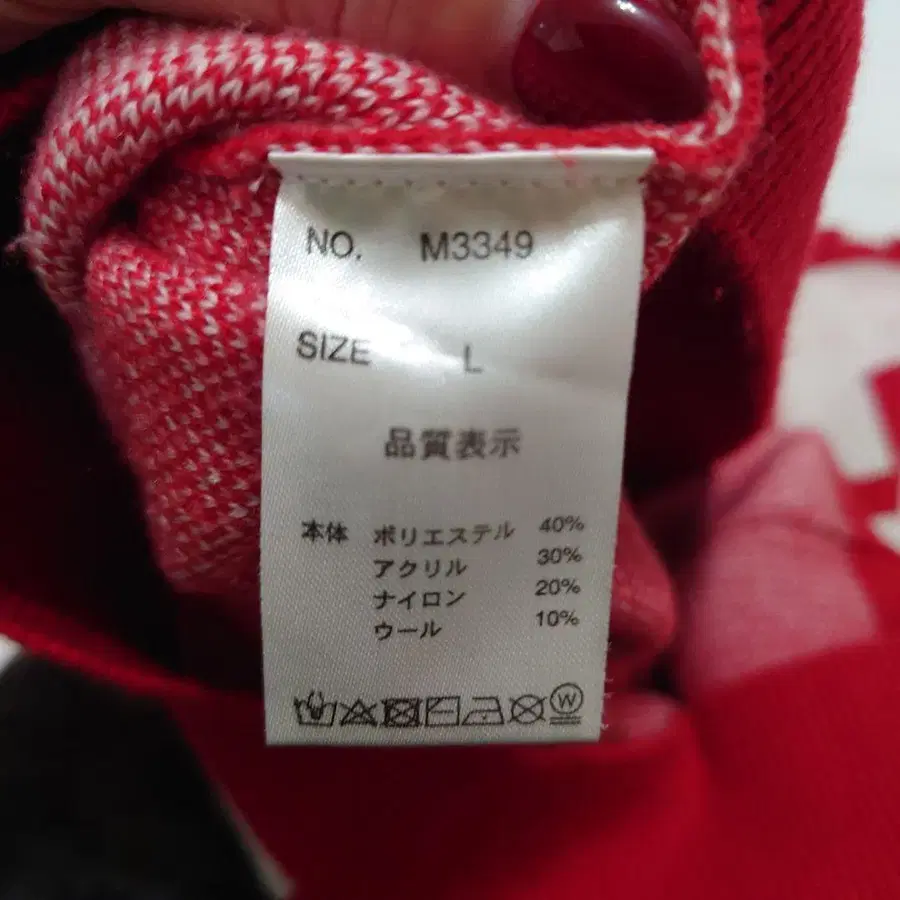 NO. M3349
SIZE L
品質表示
本体 ポリエステル 40%
アクリル 30%
ナイロン 20%
ウール 10%
W